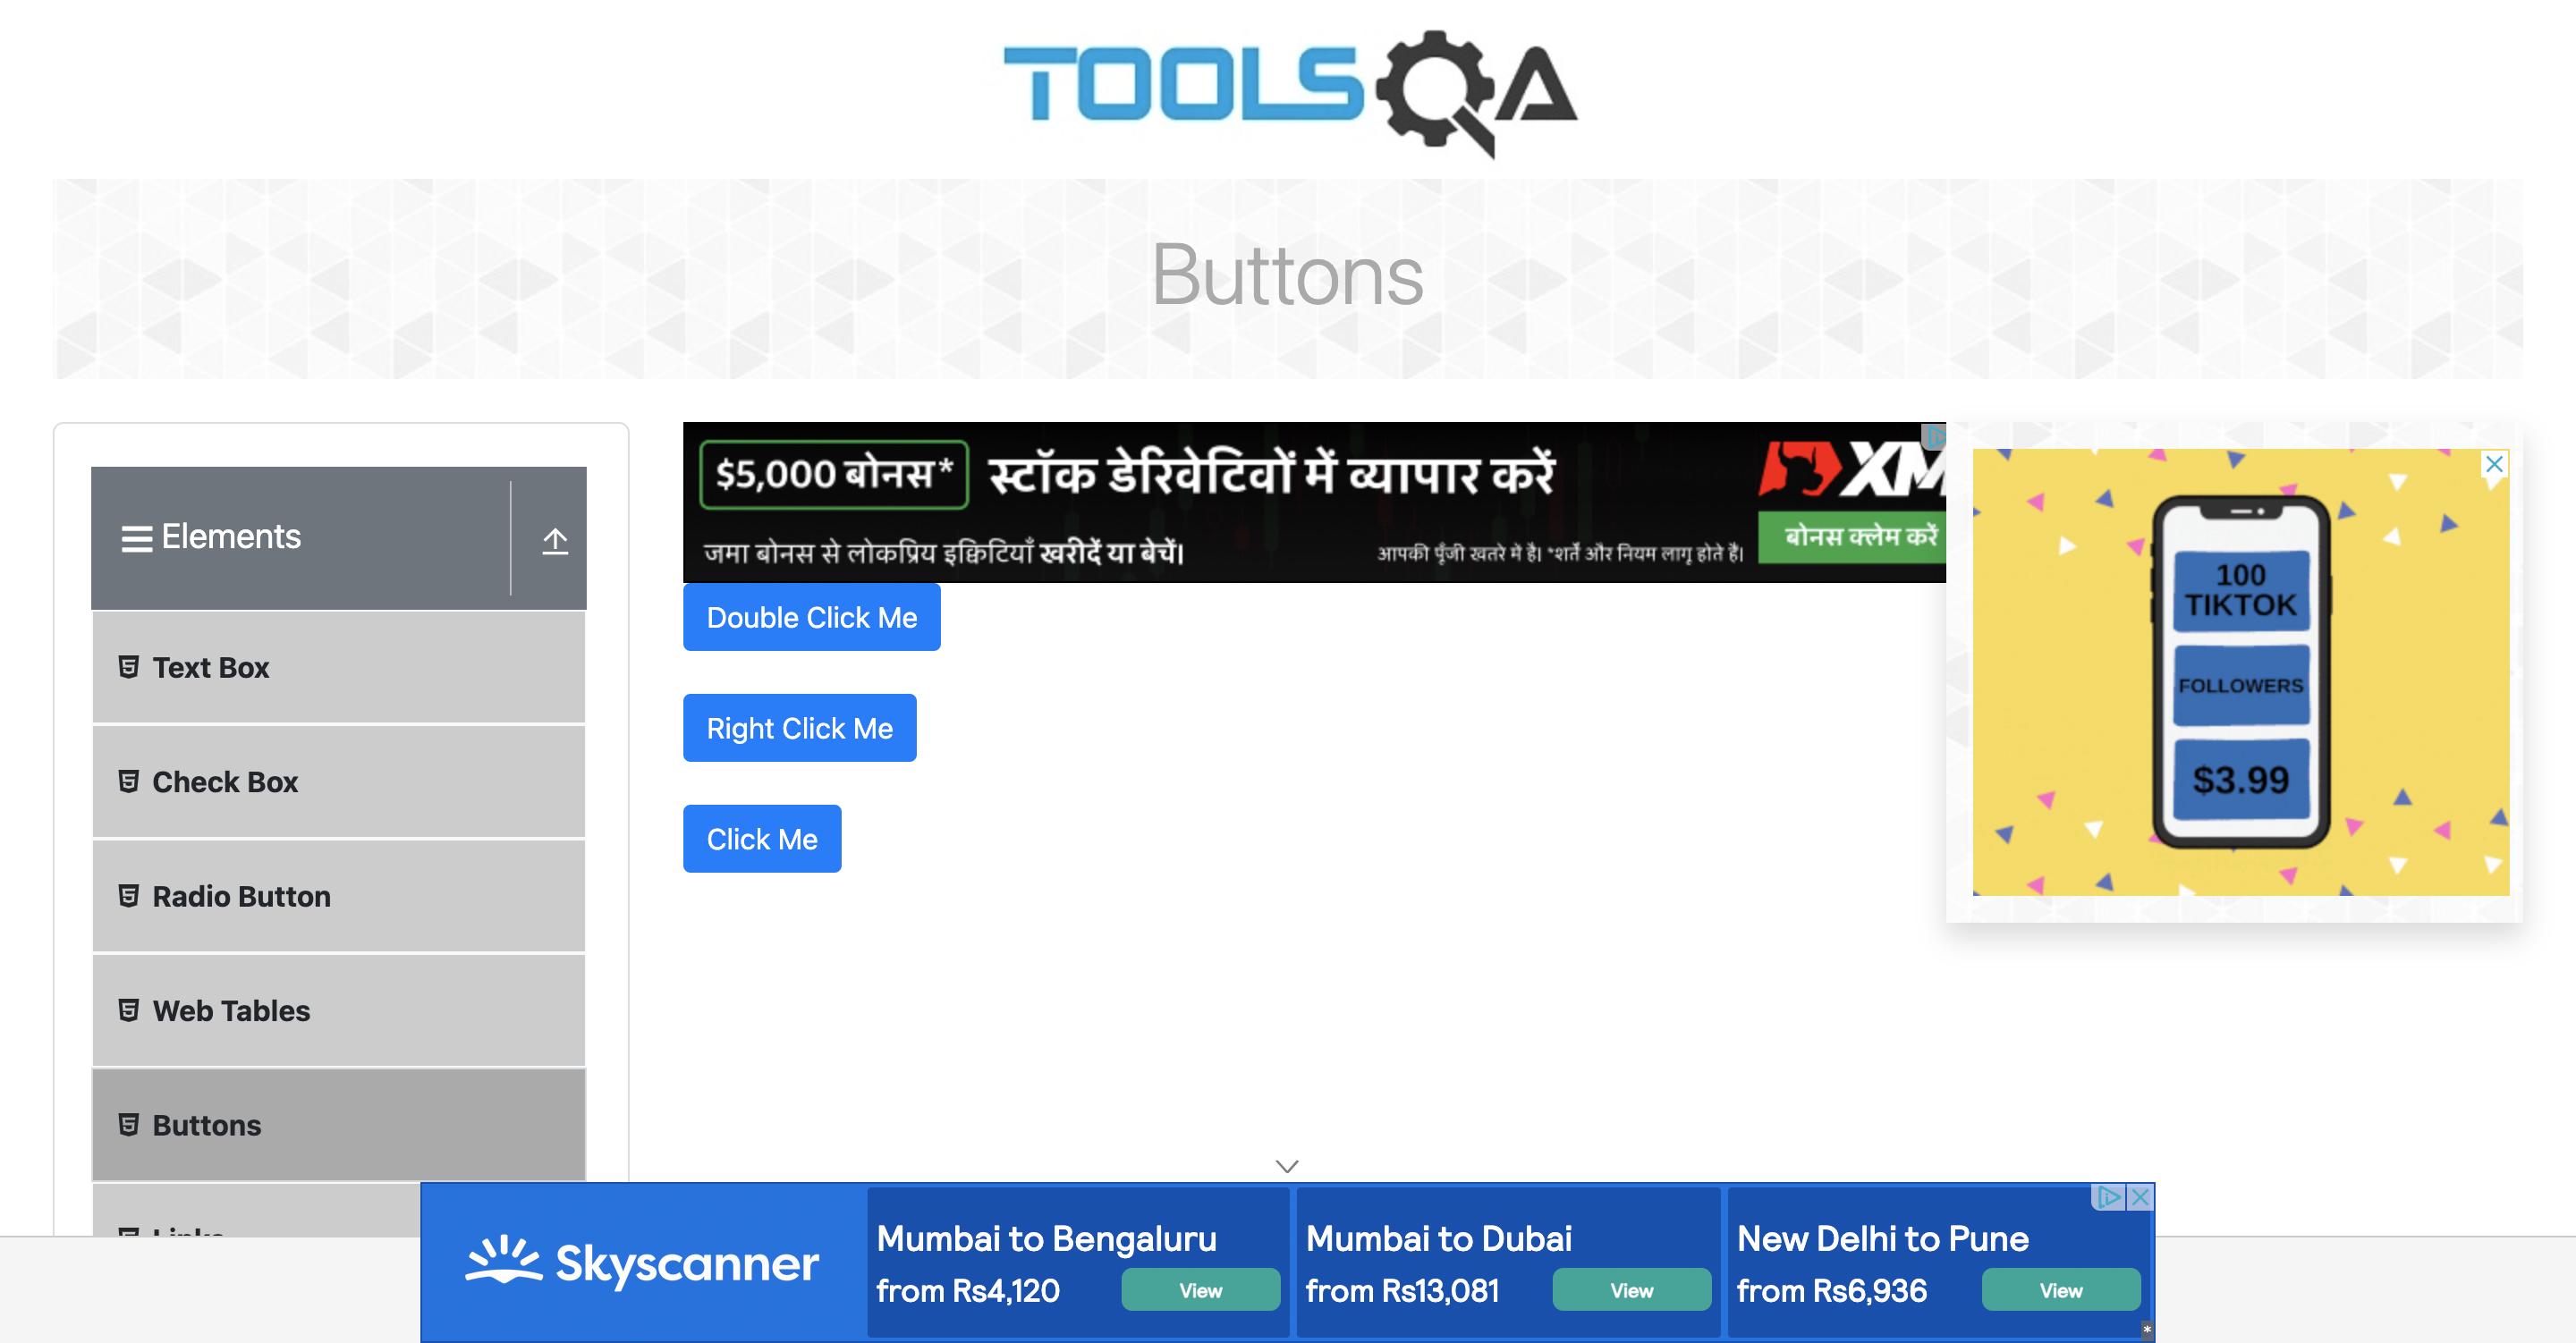 TOOLSQA
Buttons
Elements
Text Box
Check Box
Radio Button
Web Tables
Buttons
$5,000 बोनस* स्टॉक डेरिवेटिवों में व्यापार करें
XM
जमा बोनस से लोकप्रिय इक्विटियाँ खरीदें या बेचें।
आपकी पूँजी खतरे में है। *शर्तें और नियम लागू होते हैं।
बोनस क्लेम करें
Double Click Me
Right Click Me
Click Me
100
TIKTOK
FOLLOWERS
$3.99
Skyscanner
Mumbai to Bengaluru
from Rs4,120
View
Mumbai to Dubai
from Rs13,081
View
New Delhi to Pune
from Rs6,936
View
*